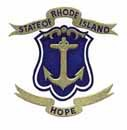 STATE OF RHODE ISLAND
HOPE